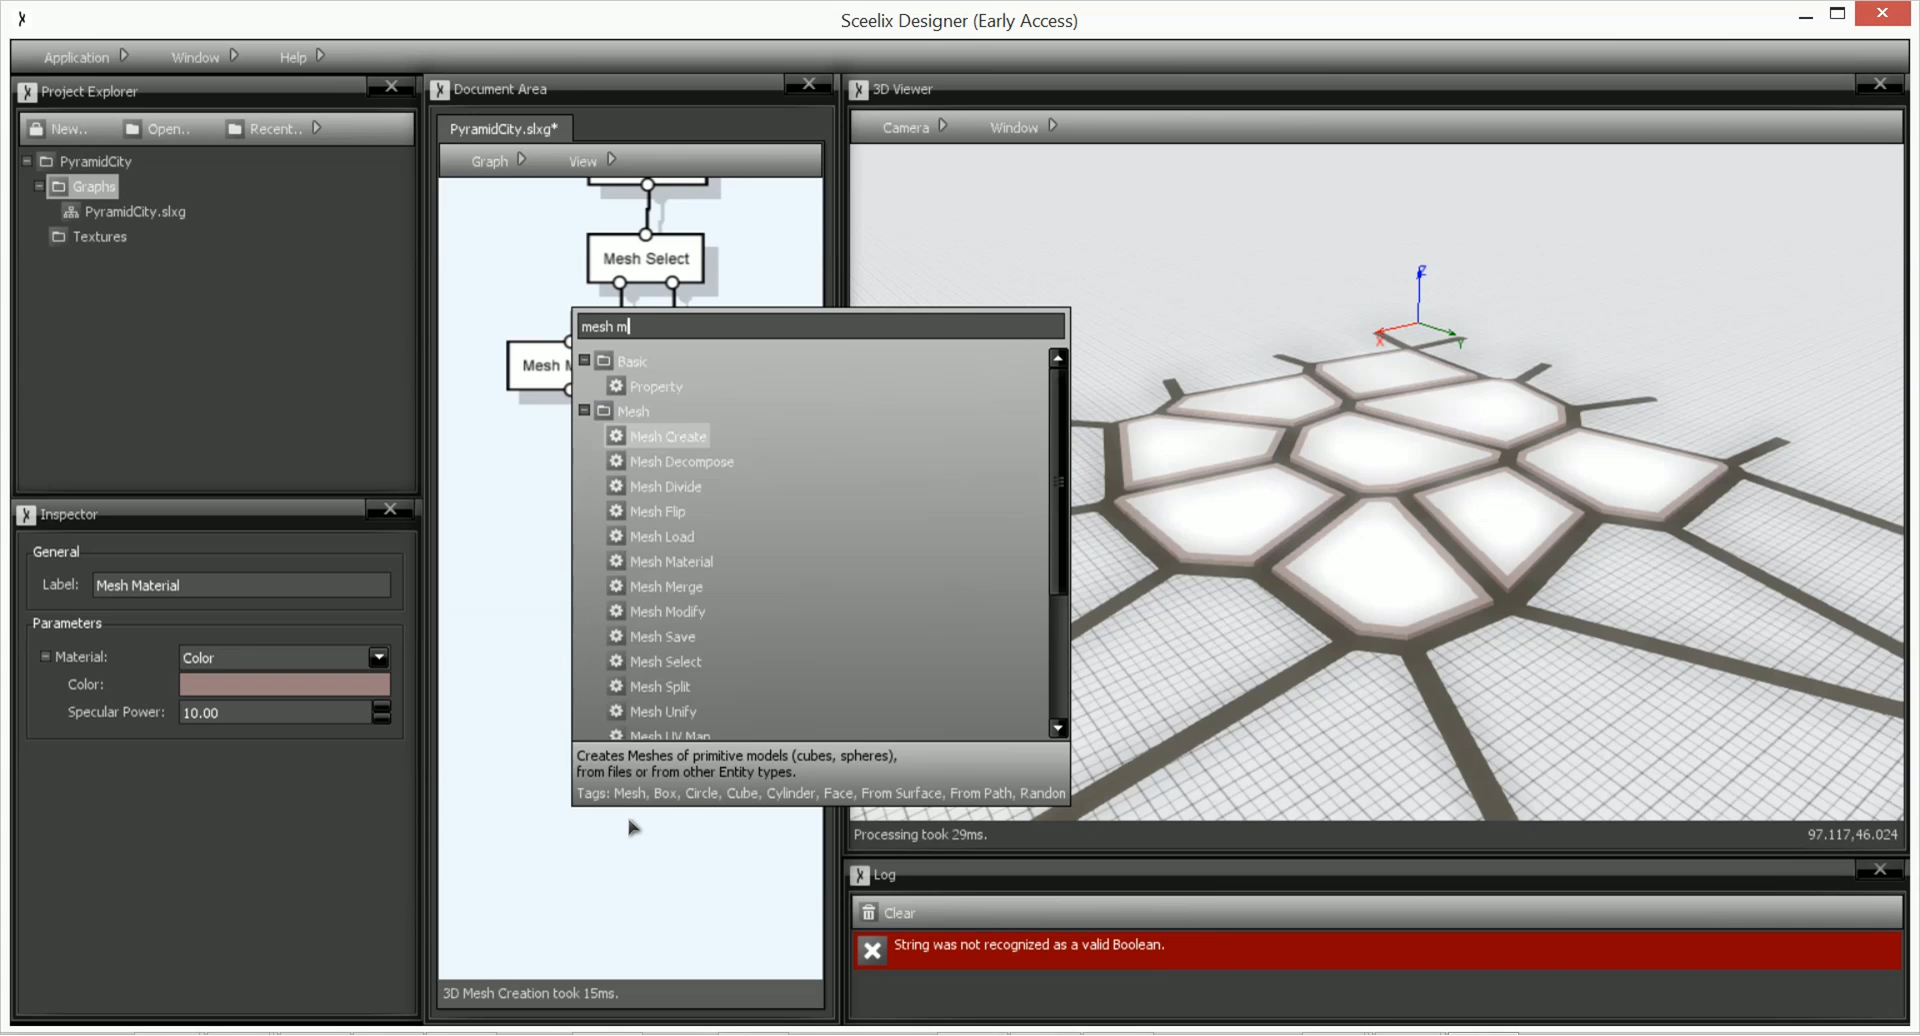 Sceelix Designer (Early Access)
Application
Window
Help
Project Explorer
New..
Open..
Recent..
PyramidCity
Graphs
PyramidCity.slxg
Textures
Inspector
General
Label:
Mesh Material
Parameters
Material:
Color
Color:
Specular Power:
10.00
Document Area
PyramidCity.slxg*
Graph
View
Mesh Select
Mesh M
mesh m
Basic
Property
Mesh
Mesh Create
Mesh Decompose
Mesh Divide
Mesh Flip
Mesh Load
Mesh Material
Mesh Merge
Mesh Modify
Mesh Save
Mesh Select
Mesh Split
Mesh Unify
Mesh UV Map
Creates Meshes of primitive models (cubes, spheres),
from files or from other Entity types.
Tags: Mesh, Box, Circle, Cube, Cylinder, Face, From Surface, From Path, Randon
3D Mesh Creation took 15ms.
3D Viewer
Camera
Window
Z
X
Y
Processing took 29ms.
97.117,46.024
Log
Clear
String was not recognized as a valid Boolean.